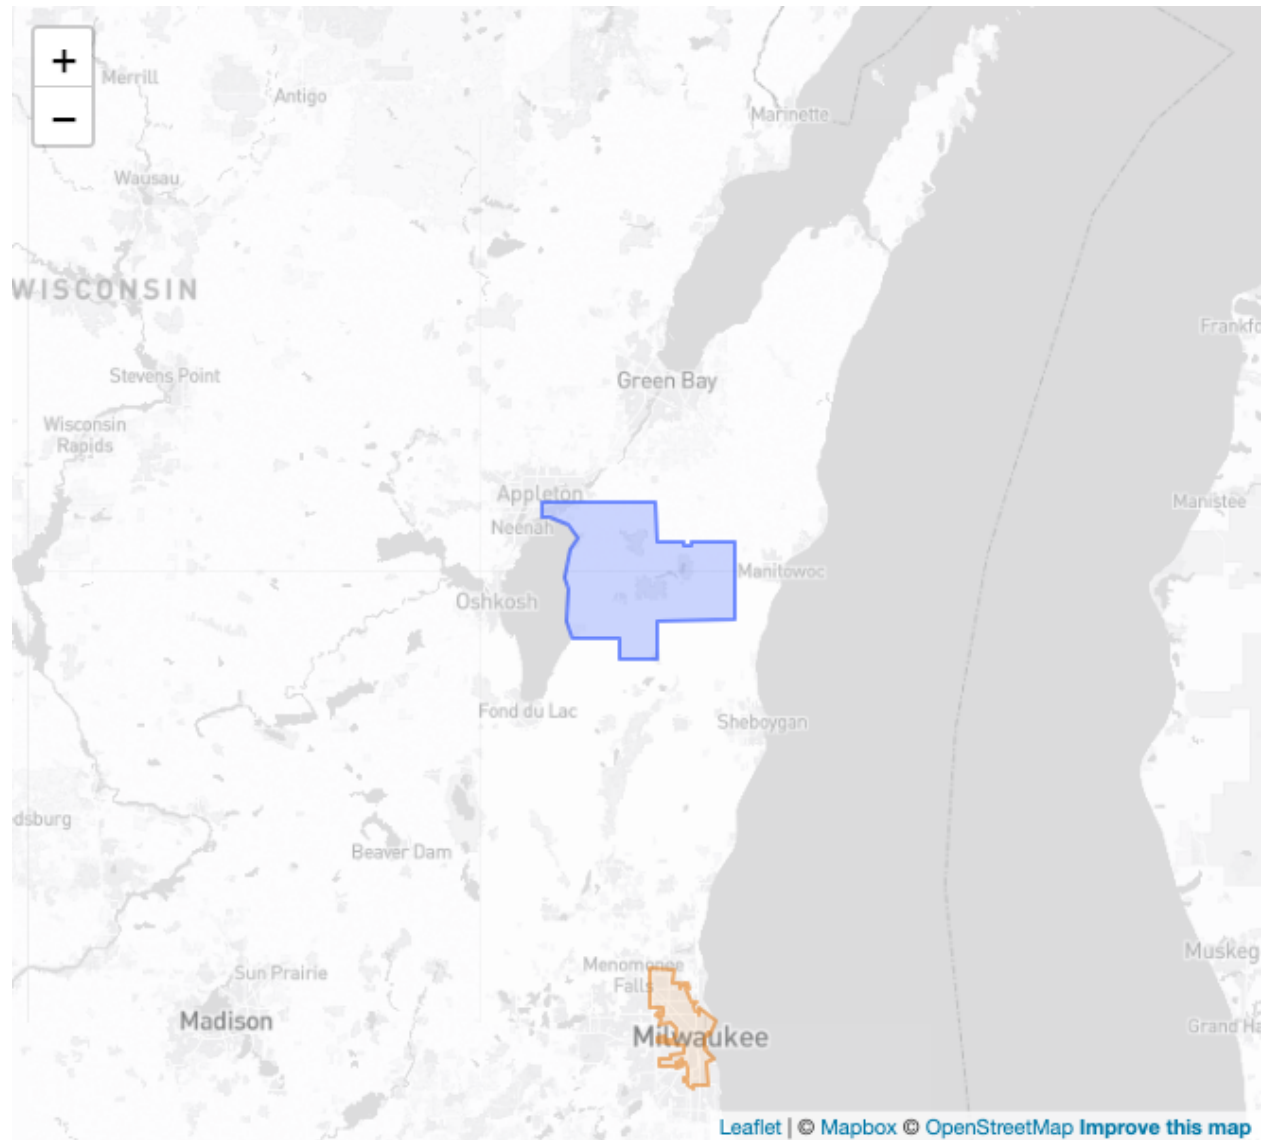 +
−
Merrill
Antigo
Marinette
Wausau
WISCONSIN
Frankfo
Stevens Point
Green Bay
Wisconsin
Rapids
Appleton
Manistee
Neenah
Manitowoc
Oshkosh
Fond du Lac
Sheboygan
dsburg
Beaver Dam
Menomonee
Falls
Muskeg
Sun Prairie
Madison
Milwaukee
Grand Ha
Leaflet | © Mapbox © OpenStreetMap Improve this map